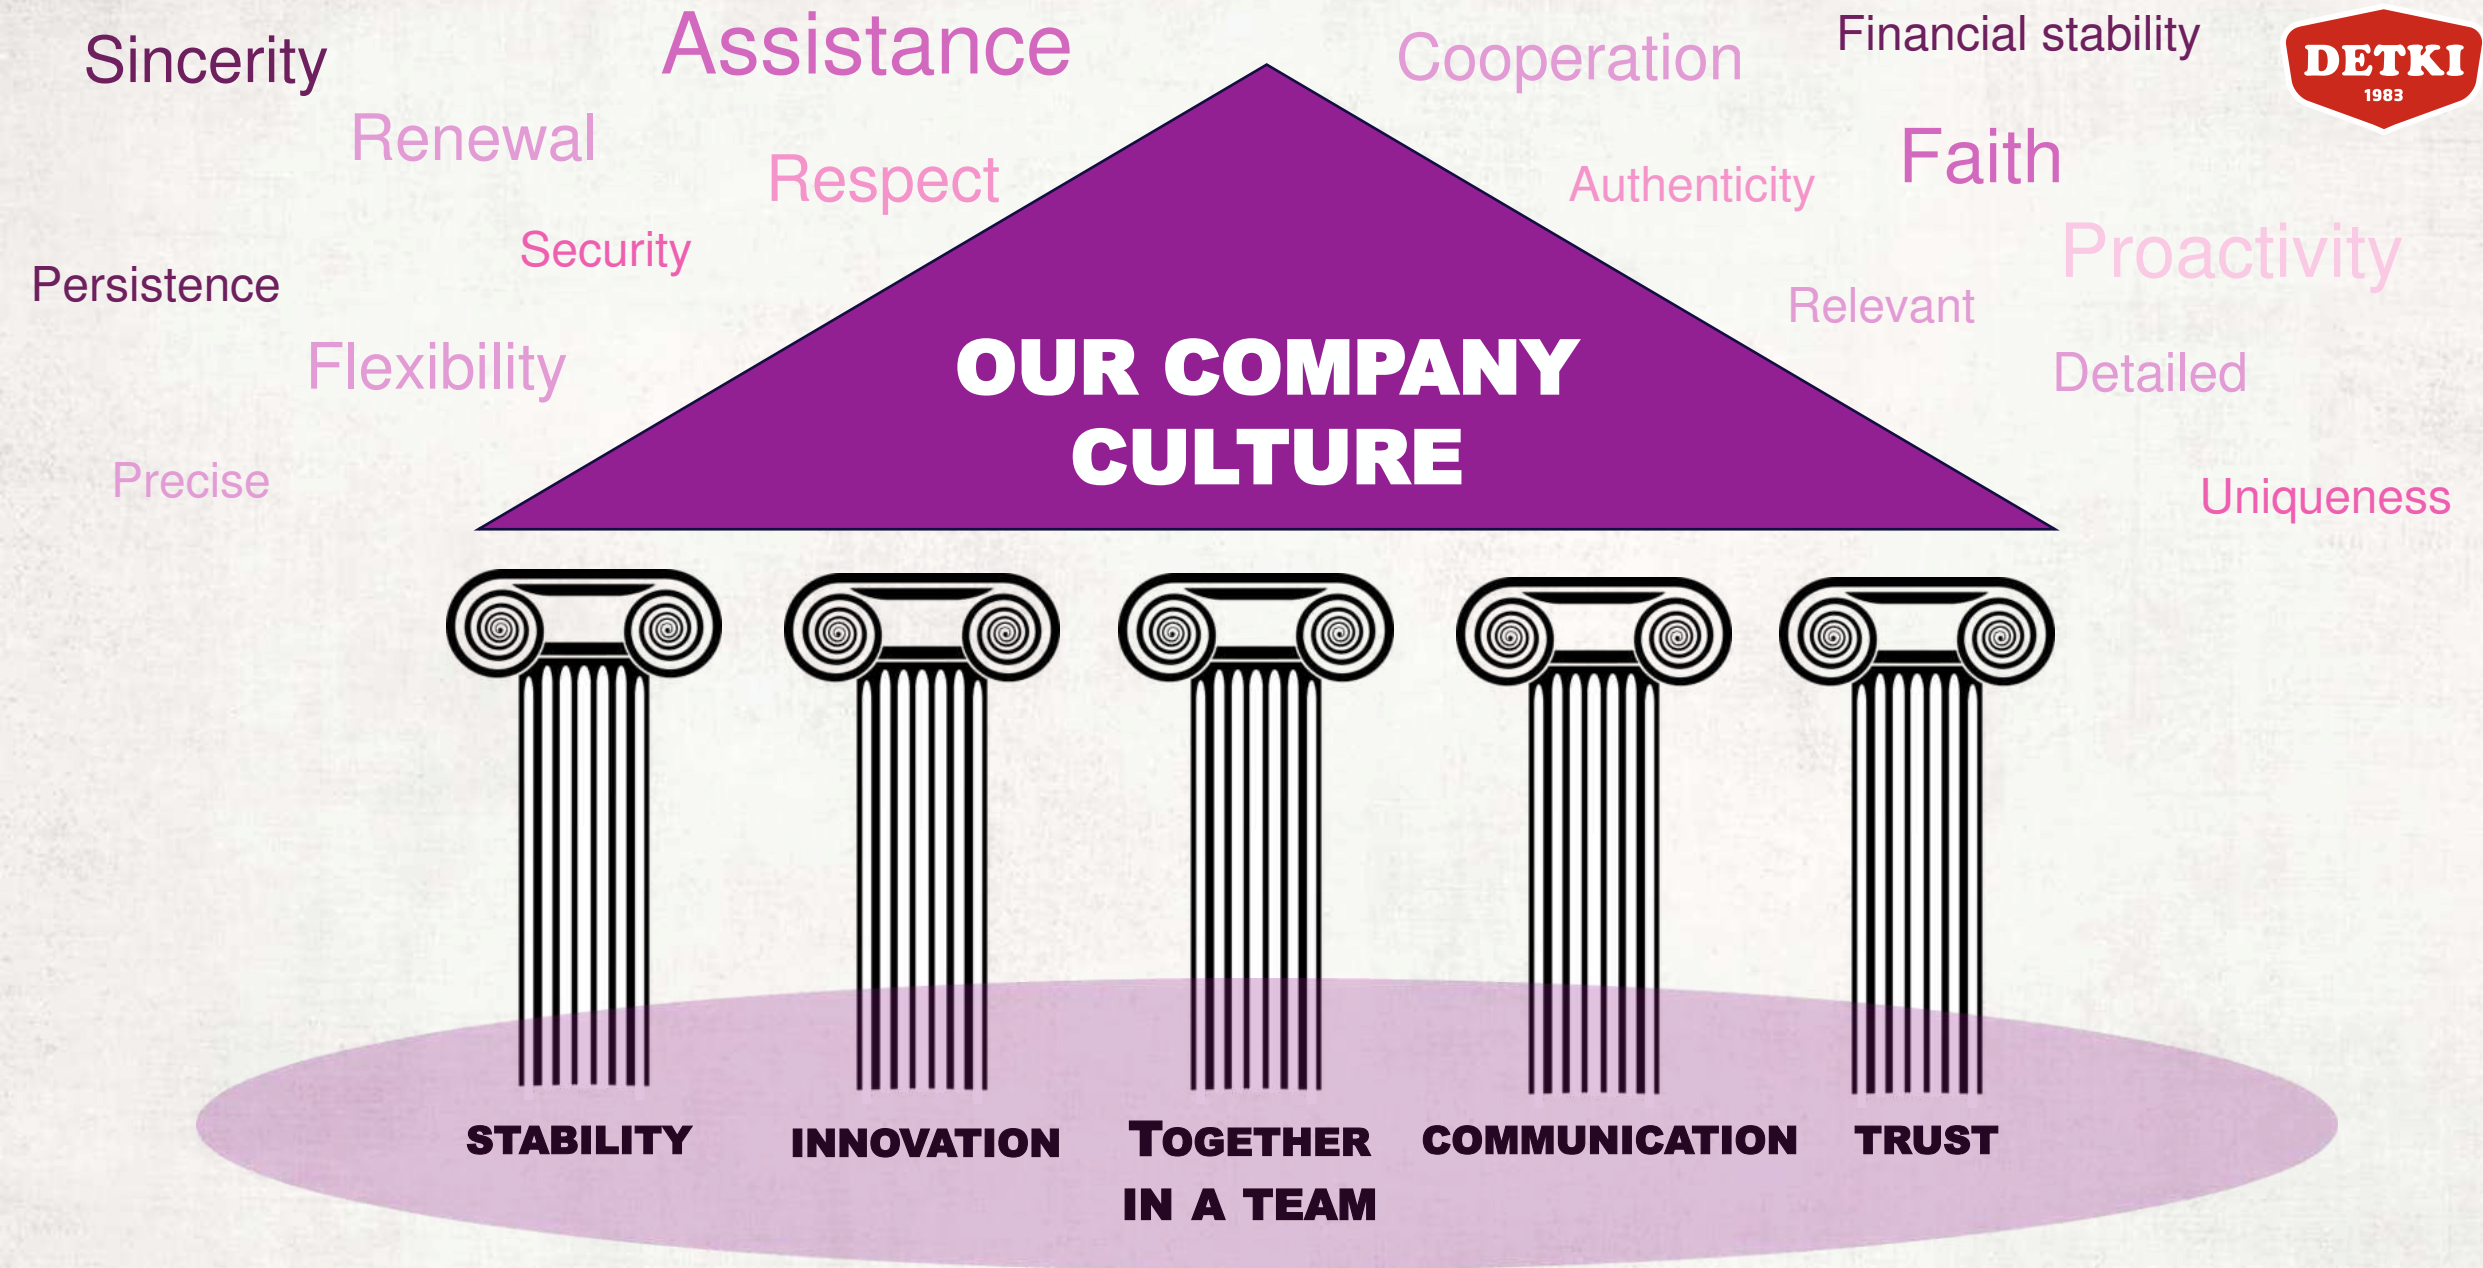 Sincerity
Assistance
Cooperation
Financial stability
DETKI
1983
Renewal
Respect
Authenticity
Faith
Security
Proactivity
Persistence
Relevant
Flexibility
Detailed
Precise
Uniqueness
OUR COMPANY
CULTURE
STABILITY
INNOVATION
TOGETHER
IN A TEAM
COMMUNICATION
TRUST